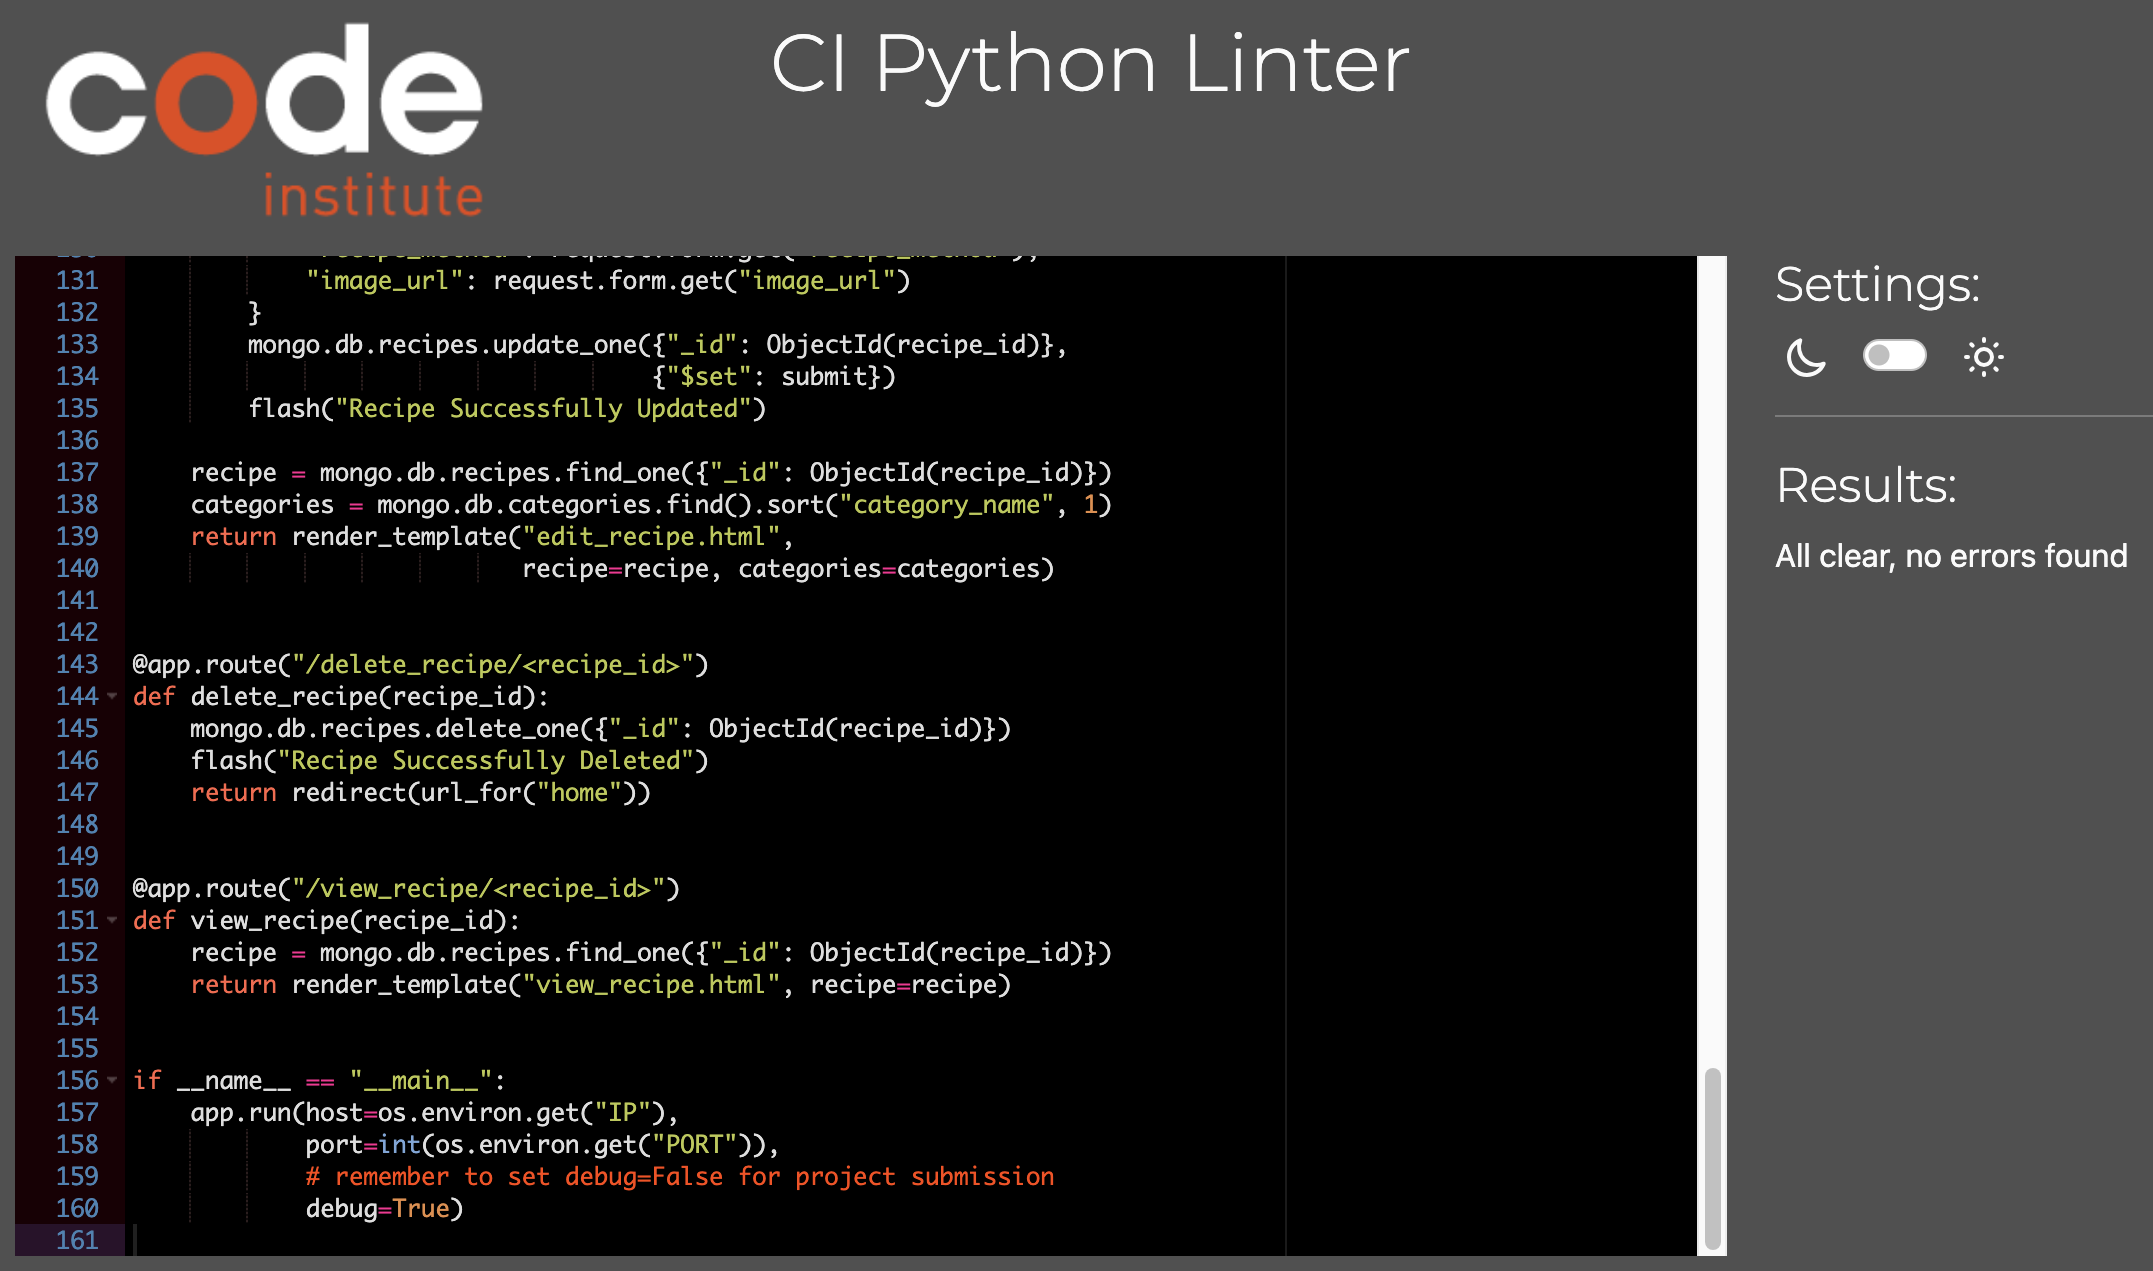 code
institute
CI Python Linter
131 "image_url": request.form.get("image_url")
132 }
133 mongo.db.recipes.update_one({"_id": ObjectId(recipe_id)},
134 {"$set": submit})
135 flash("Recipe Successfully Updated")
136
137 recipe = mongo.db.recipes.find_one({"_id": ObjectId(recipe_id)})
138 categories = mongo.db.categories.find().sort("category_name", 1)
139 return render_template("edit_recipe.html",
140 recipe=recipe, categories=categories)
141
142
143 @app.route("/delete_recipe/<recipe_id>")
144 def delete_recipe(recipe_id):
145 mongo.db.recipes.delete_one({"_id": ObjectId(recipe_id)})
146 flash("Recipe Successfully Deleted")
147 return redirect(url_for("home"))
148
149
150 @app.route("/view_recipe/<recipe_id>")
151 def view_recipe(recipe_id):
152 recipe = mongo.db.recipes.find_one({"_id": ObjectId(recipe_id)})
153 return render_template("view_recipe.html", recipe=recipe)
154
155
156 if __name__ == "__main__":
157 app.run(host=os.environ.get("IP"),
158 port=int(os.environ.get("PORT")),
159 # remember to set debug=False for project submission
160 debug=True)
161
Settings:
Results:
All clear, no errors found